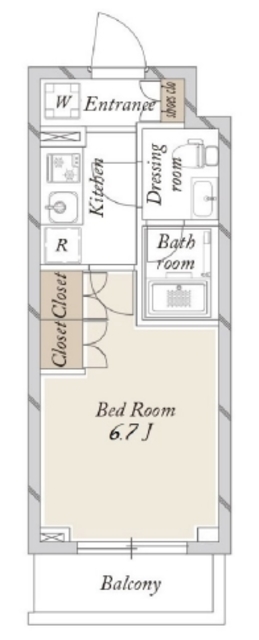 W
Entrance
shoes clo
Kitchen
Dressing
room
R
Bath
room
Closet
Closet
Bed Room
6.7 J
Balcony